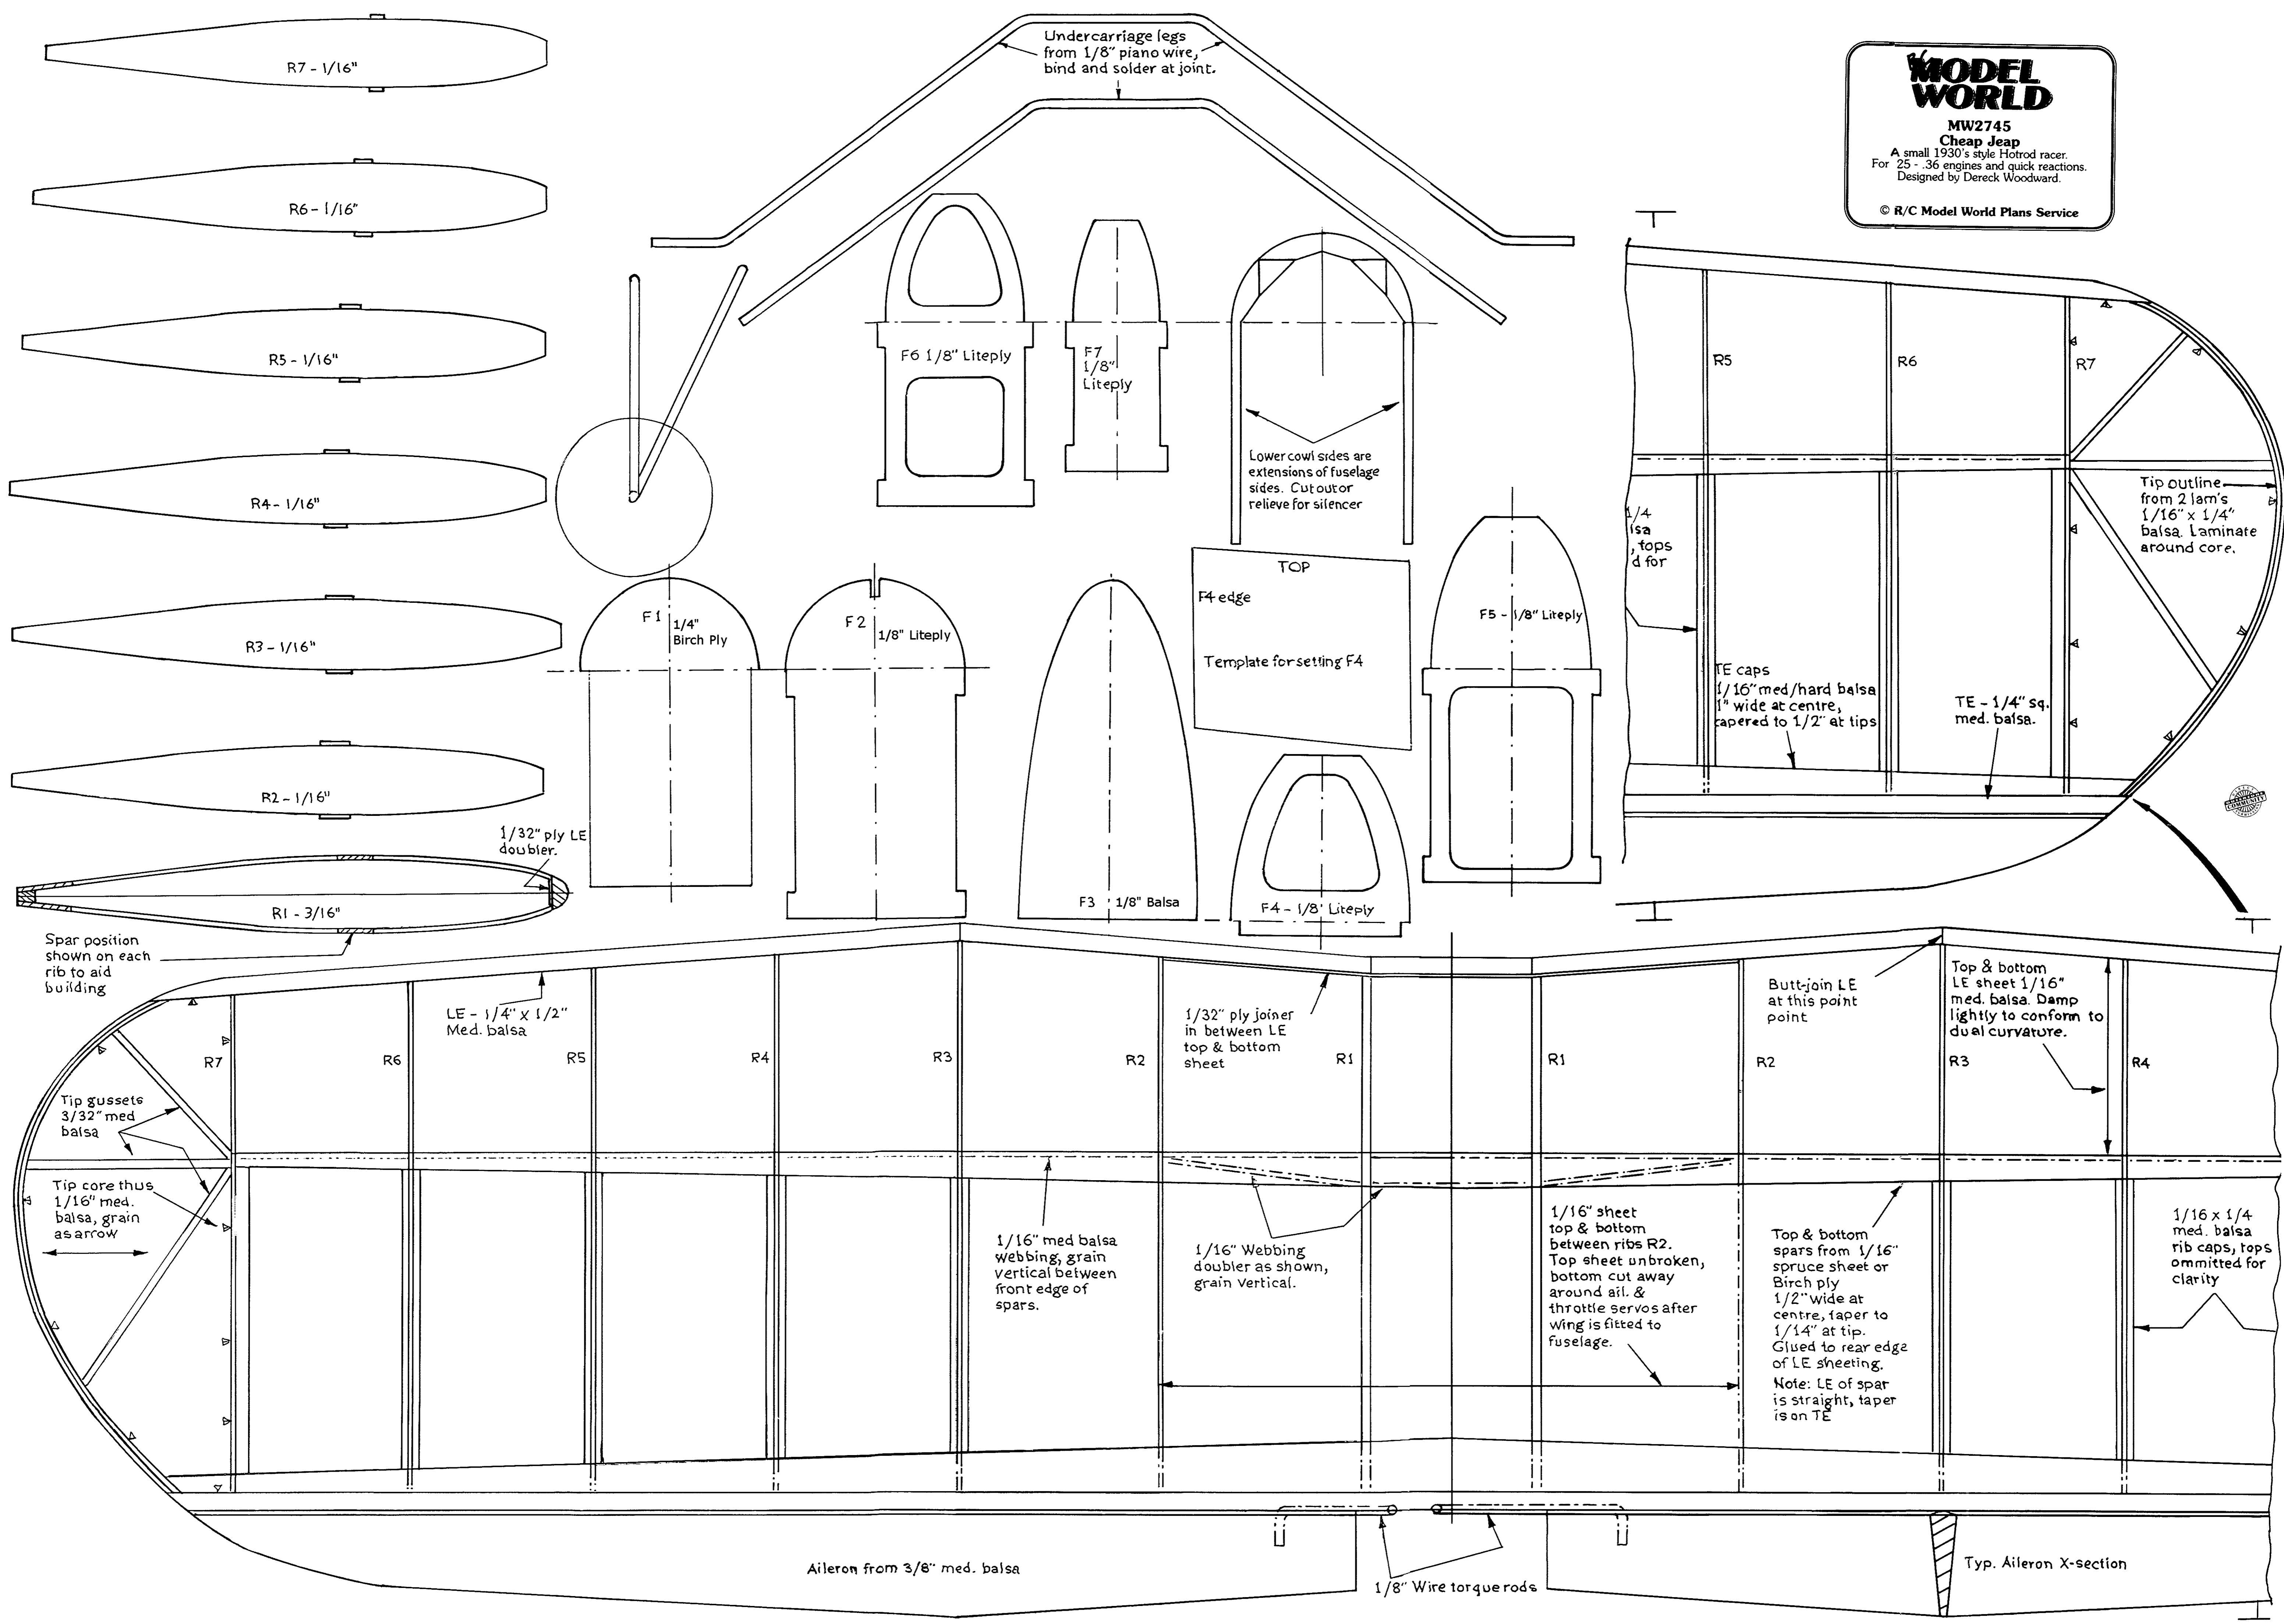 R7 - 1/16"
R6 - 1/16"
R5 - 1/16"
R4 - 1/16"
R3 - 1/16"
R2 - 1/16"
1/32" ply LE
doubler.
R1 - 3/16"
Spar position
shown on each
rib to aid
building
Undercarriage legs
from 1/8" piano wire,
bind and solder at joint.
R/C
MODEL
WORLD
MW2745
Cheap Jeap
A small 1930's style Hotrod racer.
For 25 - .36 engines and quick reactions.
Designed by Dereck Woodward.
© R/C Model World Plans Service
F6 1/8" Liteply
F7
1/8"
Liteply
Lower cowl sides are
extensions of fuselage
sides. Cut out or
relieve for silencer
F1
1/4"
Birch Ply
F2
1/8" Liteply
F3 1/8" Balsa
TOP
F4 edge
Template for setting F4
F4 - 1/8" Liteply
F5 - 1/8" Liteply
R5
R6
R7
1/4
lsa
, tops
d for
Tip outline
from 2 lam's
1/16" x 1/4"
balsa. Laminate
around core.
TE caps
1/16" med/hard balsa
1" wide at centre,
tapered to 1/2" at tips
TE - 1/4" sq.
med. balsa.
COMMUNITY
LE - 1/4" x 1/2"
Med. balsa
1/32" ply joiner
in between LE
top & bottom
sheet
Butt-join LE
at this point
point
Top & bottom
LE sheet 1/16"
med. balsa. Damp
lightly to conform to
dual curvature.
R7
R6
R5
R4
R3
R2
R1
R1
R2
R3
R4
Tip gussets
3/32" med
balsa
Tip core thus
1/16" med.
balsa, grain
as arrow
1/16" med balsa
webbing, grain
vertical between
front edge of
spars.
1/16" Webbing
doubler as shown,
grain vertical.
1/16" sheet
top & bottom
between ribs R2.
Top sheet unbroken,
bottom cut away
around ail. &
throttle servos after
wing is fitted to
fuselage.
Top & bottom
spars from 1/16"
spruce sheet or
Birch ply
1/2" wide at
centre, taper to
1/14" at tip.
Glued to rear edge
of LE sheeting.
Note: LE of spar
is straight, taper
is on TE
1/16 x 1/4
med. balsa
rib caps, tops
ommitted for
clarity
Aileron from 3/8" med. balsa
1/8" Wire torque rods
Typ. Aileron X-section